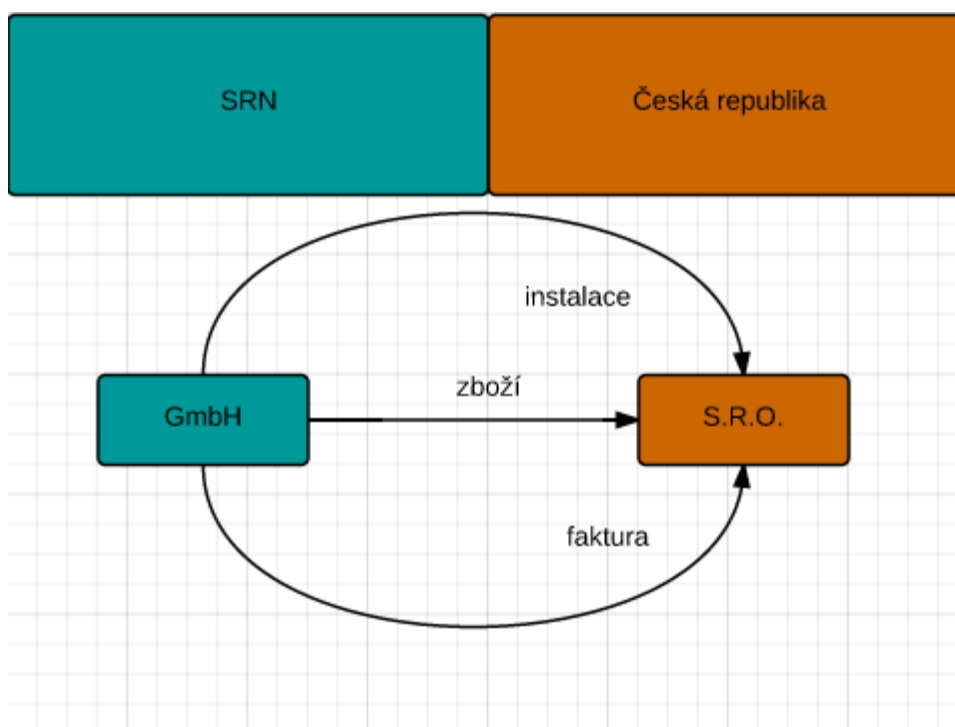 SRN
Česká republika
instalace
zboží
GmbH
S.R.O.
faktura